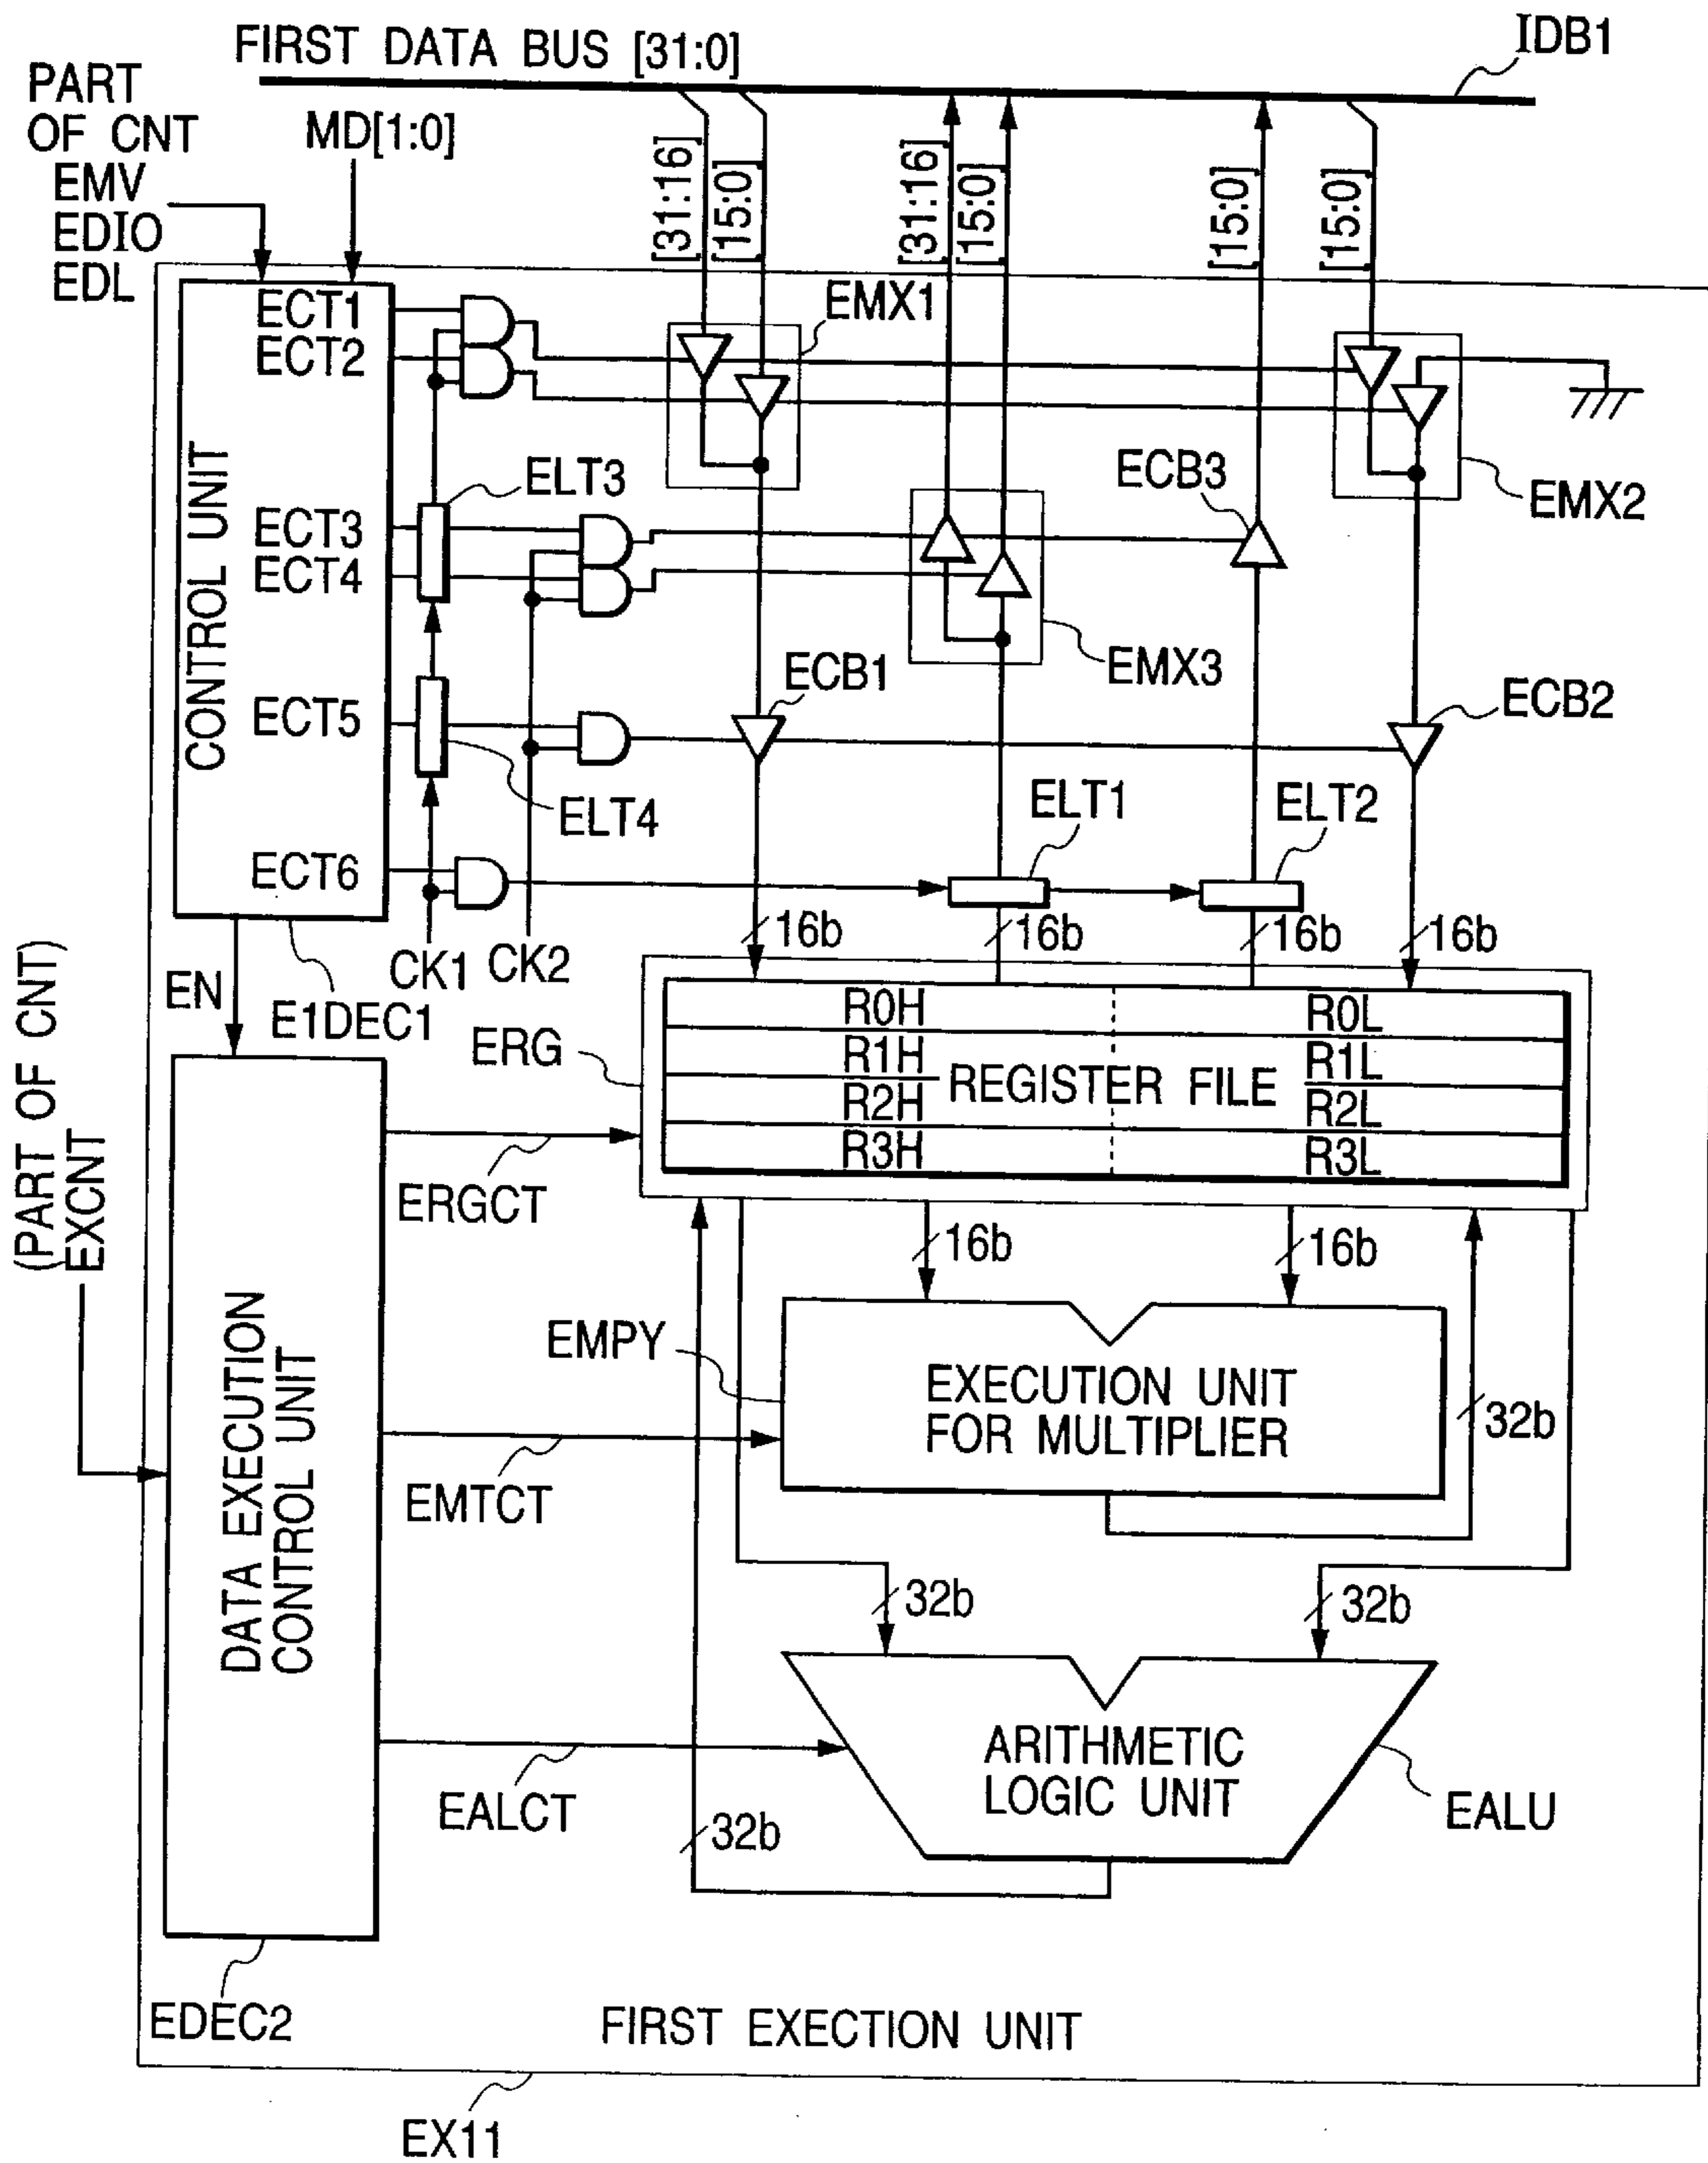 FIRST DATA BUS [31:0]
IDB1
PART
OF CNT
EMV
EDIO
EDL
MD[1:0]
[31:16]
[15:0]
[31:16]
[15:0]
[15:0]
[15:0]
ECT1
ECT2
EMX1
ELT3
ECB3
EMX2
CONTROL UNIT
ECT3
ECT4
EMX3
ECB1
ECB2
ECT5
ELT4
ELT1
ELT2
ECT6
16b
16b
16b
16b
CK1
CK2
EN
E1DEC1
ERG
R0H
R0L
R1H
R1L
REGISTER FILE
R2H
R2L
R3H
R3L
(PART OF CNT)
EXCNT
ERGCT
16b
16b
EMPY
EXECUTION UNIT
FOR MULTIPLIER
32b
DATA EXECUTION
CONTROL UNIT
EMTCT
32b
32b
ARITHMETIC
LOGIC UNIT
EALCT
EALU
32b
EDEC2
FIRST EXECTION UNIT
EX11